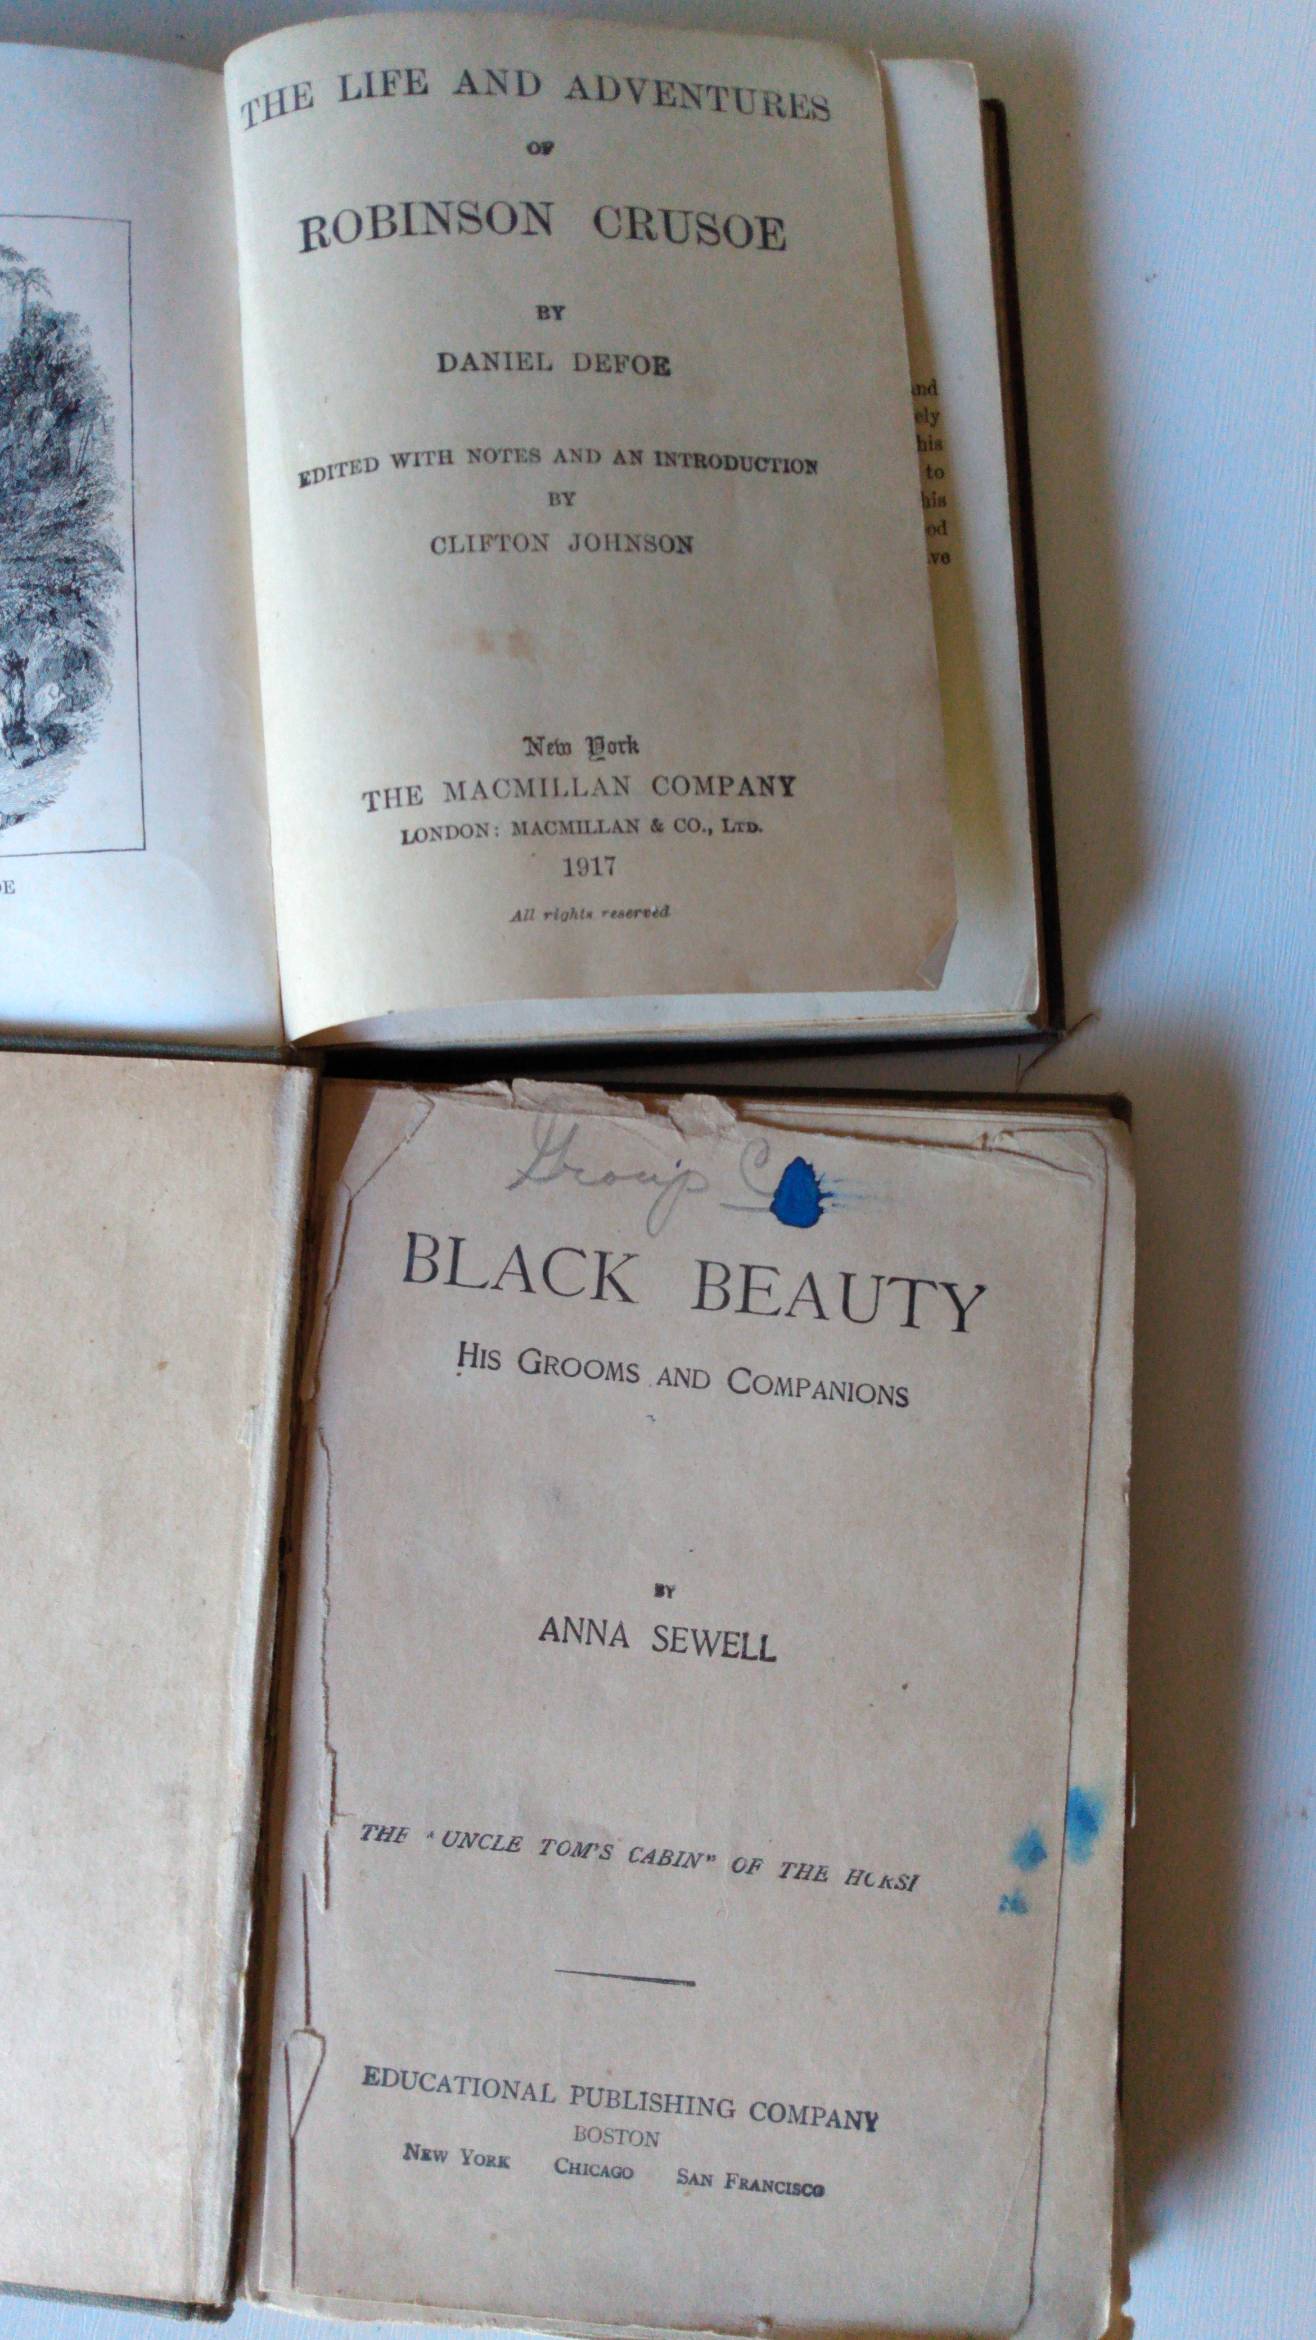 THE LIFE AND ADVENTURES
OF
ROBINSON CRUSOE
BY
DANIEL DEFOE
EDITED WITH NOTES AND AN INTRODUCTION
BY
CLIFTON JOHNSON
New York
THE MACMILLAN COMPANY
LONDON: MACMILLAN & CO., LTD.
1917
All rights reserved
to
Group C
BLACK BEAUTY
HIS GROOMS AND COMPANIONS
BY
ANNA SEWELL
THE "UNCLE TOM'S CABIN" OF THE HORSE
EDUCATIONAL PUBLISHING COMPANY
BOSTON
NEW YORK CHICAGO SAN FRANCISCO